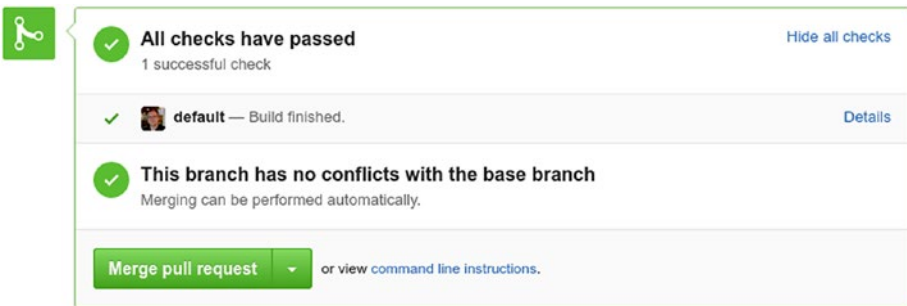 All checks have passed
Hide all checks
1 successful check
default — Build finished.
Details
This branch has no conflicts with the base branch
Merging can be performed automatically.
Merge pull request
or view command line instructions.